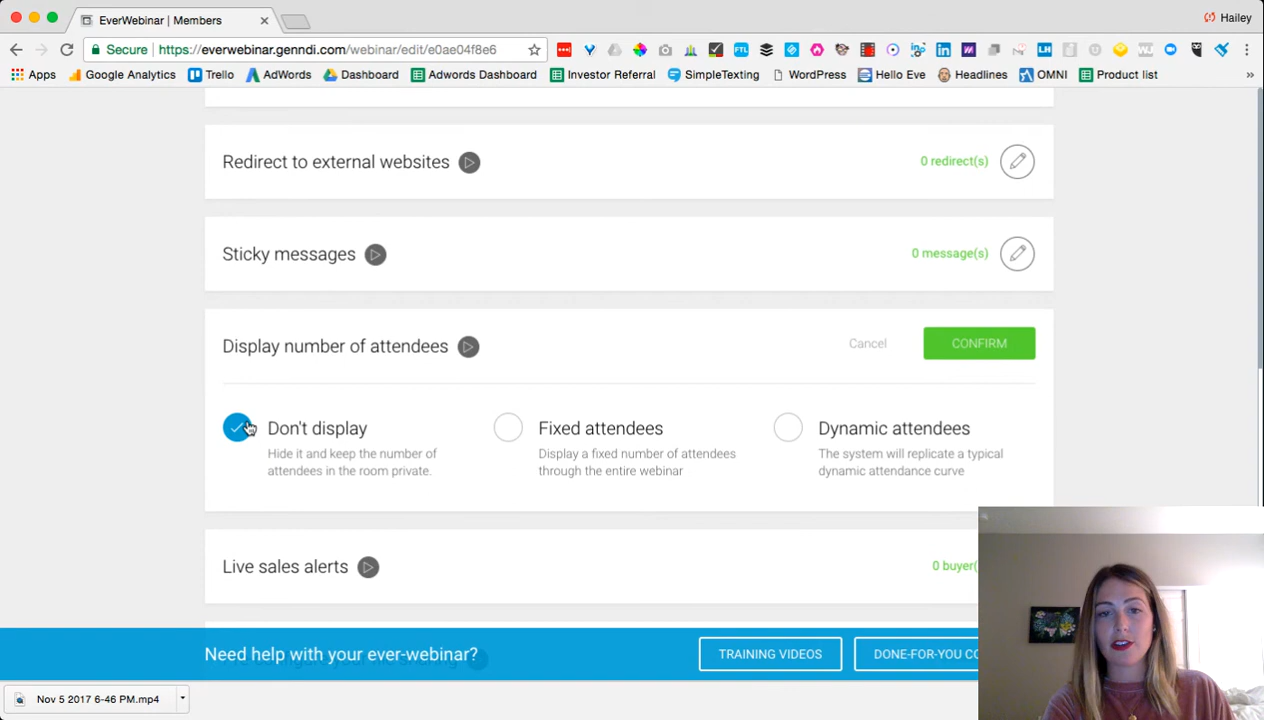 EverWebinar | Members
Hailey
Secure | https://everwebinar.genndi.com/webinar/edit/e0ae04f8e6
Apps Google Analytics Trello AdWords Dashboard Adwords Dashboard Investor Referral SimpleTexting WordPress Hello Eve Headlines OMNI Product list
Redirect to external websites
0 redirect(s)
Sticky messages
0 message(s)
Display number of attendees
Cancel
CONFIRM
Don't display
Hide it and keep the number of
attendees in the room private.
Fixed attendees
Display a fixed number of attendees
through the entire webinar
Dynamic attendees
The system will replicate a typical
dynamic attendance curve
Live sales alerts
0 buyer(
Need help with your ever-webinar?
TRAINING VIDEOS
DONE-FOR-YOU CO
Nov 5 2017 6-46 PM.mp4